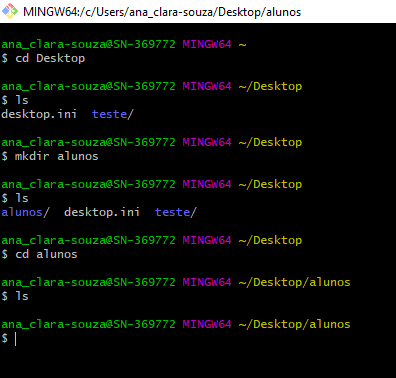 MINGW64:/c/Users/ana_clara-souza/Desktop/alunos
ana_clara-souza@SN-369772 MINGW64 ~
$ cd Desktop
ana_clara-souza@SN-369772 MINGW64 ~/Desktop
$ ls
desktop.ini  teste/
ana_clara-souza@SN-369772 MINGW64 ~/Desktop
$ mkdir alunos
ana_clara-souza@SN-369772 MINGW64 ~/Desktop
$ ls
alunos/  desktop.ini  teste/
ana_clara-souza@SN-369772 MINGW64 ~/Desktop
$ cd alunos
ana_clara-souza@SN-369772 MINGW64 ~/Desktop/alunos
$ ls
ana_clara-souza@SN-369772 MINGW64 ~/Desktop/alunos
$